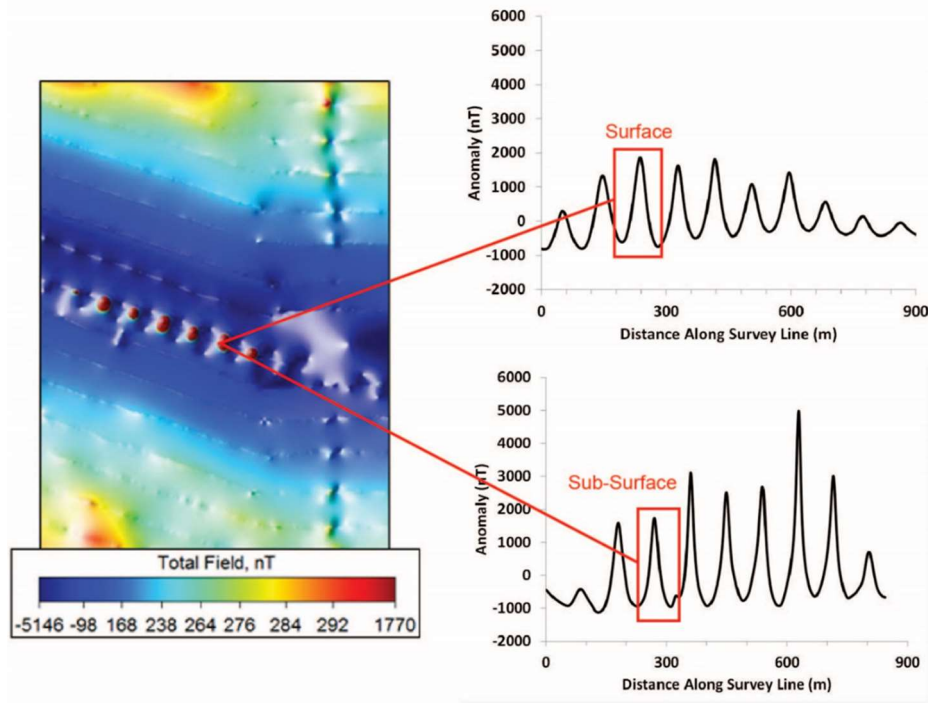 6000
5000
4000
3000
2000
1000
0
-1000
-2000
Anomaly (nT)
Surface
0 300 600 900
Distance Along Survey Line (m)
Total Field, nT
-5146 -98 168 238 264 276 284 292 1770
6000
5000
4000
3000
2000
1000
0
-1000
-2000
Anomaly (nT)
Sub-Surface
0 300 600 900
Distance Along Survey Line (m)